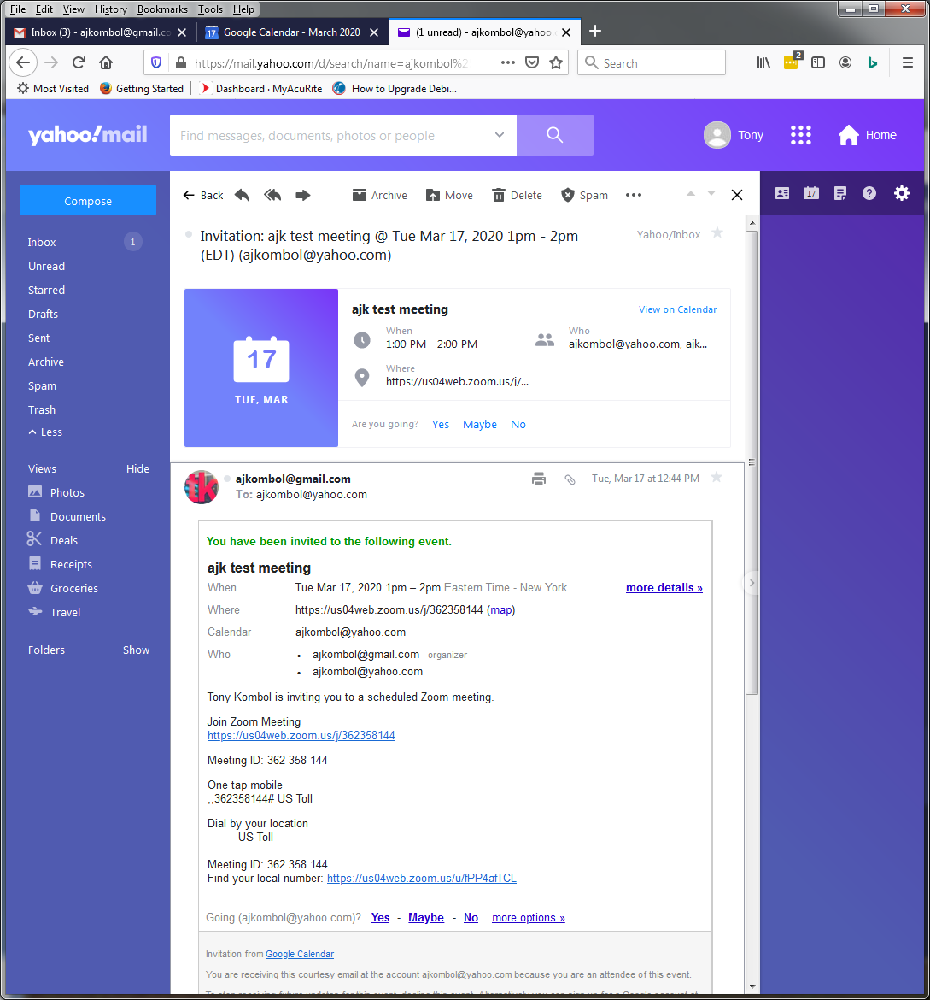 File Edit View History Bookmarks Tools Help
Inbox (3) - ajkombol@gmail.co
Google Calendar - March 2020
(1 unread) - ajkombol@yahoo.
https://mail.yahoo.com/d/search/name=ajkombol%2
Search
2
Most Visited Getting Started Dashboard · MyAcuRite How to Upgrade Debi...
yahoo!mail
Find messages, documents, photos or people
Tony
Home
Compose
Inbox 1
Unread
Starred
Drafts
Sent
Archive
Spam
Trash
Less
Views Hide
Photos
Documents
Deals
Receipts
Groceries
Travel
Folders Show
Back Archive Move Delete Spam
17
Invitation: ajk test meeting @ Tue Mar 17, 2020 1pm - 2pm
(EDT) (ajkombol@yahoo.com)
Yahoo/Inbox
17
TUE, MAR
ajk test meeting
View on Calendar
When
1:00 PM - 2:00 PM
Who
ajkombol@yahoo.com, ajk...
Where
https://us04web.zoom.us/j/...
Are you going? Yes Maybe No
tk
ajkombol@gmail.com
To: ajkombol@yahoo.com
Tue, Mar 17 at 12:44 PM
You have been invited to the following event.
ajk test meeting
When Tue Mar 17, 2020 1pm – 2pm Eastern Time - New York
more details »
Where https://us04web.zoom.us/j/362358144 (map)
Calendar ajkombol@yahoo.com
Who • ajkombol@gmail.com - organizer
• ajkombol@yahoo.com
Tony Kombol is inviting you to a scheduled Zoom meeting.
Join Zoom Meeting
https://us04web.zoom.us/j/362358144
Meeting ID: 362 358 144
One tap mobile
,,362358144# US Toll
Dial by your location
US Toll
Meeting ID: 362 358 144
Find your local number: https://us04web.zoom.us/u/fPP4afTCL
Going (ajkombol@yahoo.com)? Yes - Maybe - No more options »
Invitation from Google Calendar
You are receiving this courtesy email at the account ajkombol@yahoo.com because you are an attendee of this event.